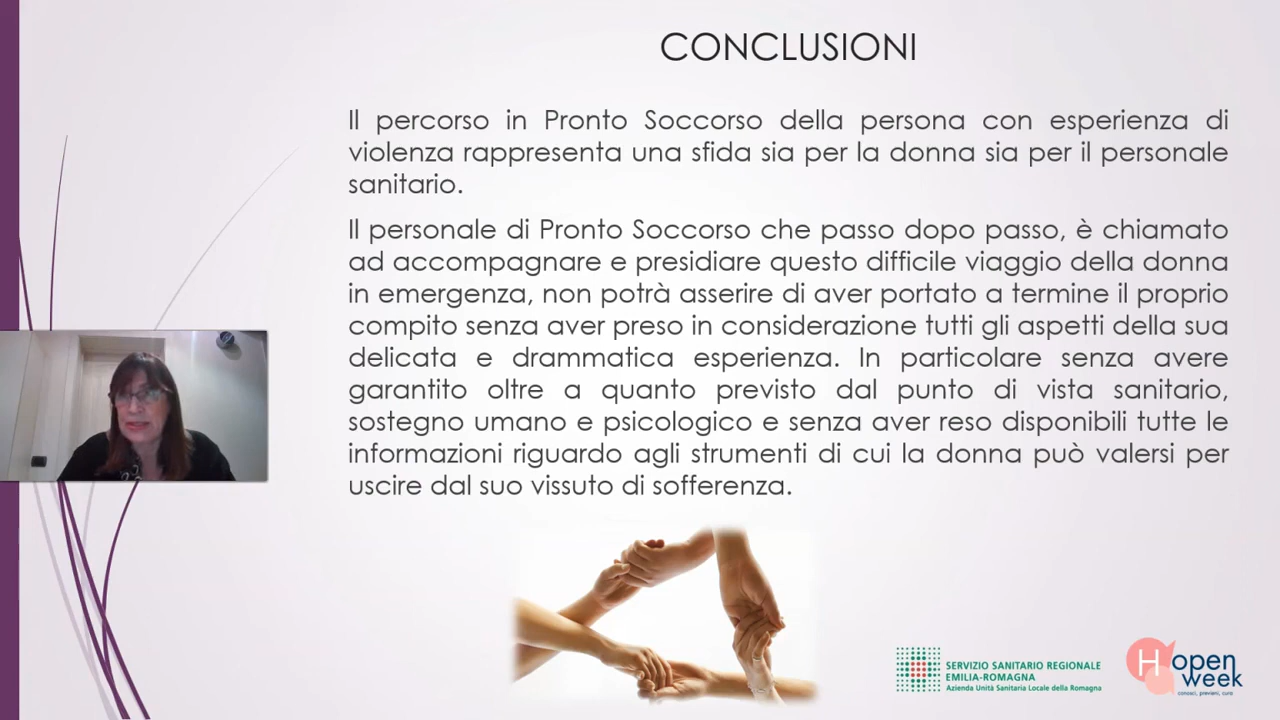 CONCLUSIONI
Il percorso in Pronto Soccorso della persona con esperienza di
violenza rappresenta una sfida sia per la donna sia per il personale
sanitario.
Il personale di Pronto Soccorso che passo dopo passo, è chiamato
ad accompagnare e presidiare questo difficile viaggio della donna
in emergenza, non potrà asserire di aver portato a termine il proprio
compito senza aver preso in considerazione tutti gli aspetti della sua
delicata e drammatica esperienza. In particolare senza avere
garantito oltre a quanto previsto dal punto di vista sanitario,
sostegno umano e psicologico e senza aver reso disponibili tutte le
informazioni riguardo agli strumenti di cui la donna può valersi per
uscire dal suo vissuto di sofferenza.
SERVIZIO SANITARIO REGIONALE
EMILIA-ROMAGNA
Azienda Unità Sanitaria Locale della Romagna
H open
week
conosci, previeni, cura